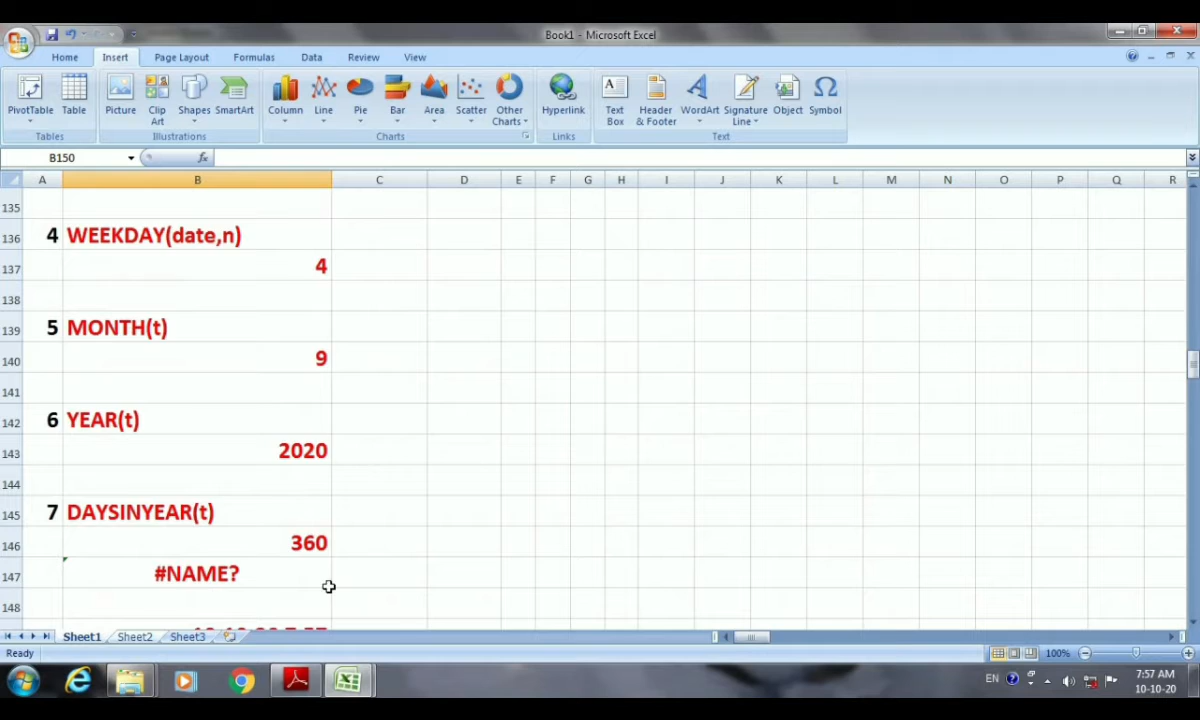 Book1 - Microsoft Excel
Home Insert Page Layout Formulas Data Review View
PivotTable Table Picture Clip Art Shapes SmartArt Column Line Pie Bar Area Scatter Other Charts Hyperlink Text Box Header & Footer WordArt Signature Line Object Symbol
Tables Illustrations Charts Links Text
B150 fx
A B C D E F G H I J K L M N O P Q R
135
136 4 WEEKDAY(date,n)
137 4
138
139 5 MONTH(t)
140 9
141
142 6 YEAR(t)
143 2020
144
145 7 DAYSINYEAR(t)
146 360
147 #NAME?
148
Sheet1 Sheet2 Sheet3
Ready 100%
EN 7:57 AM
10-10-20